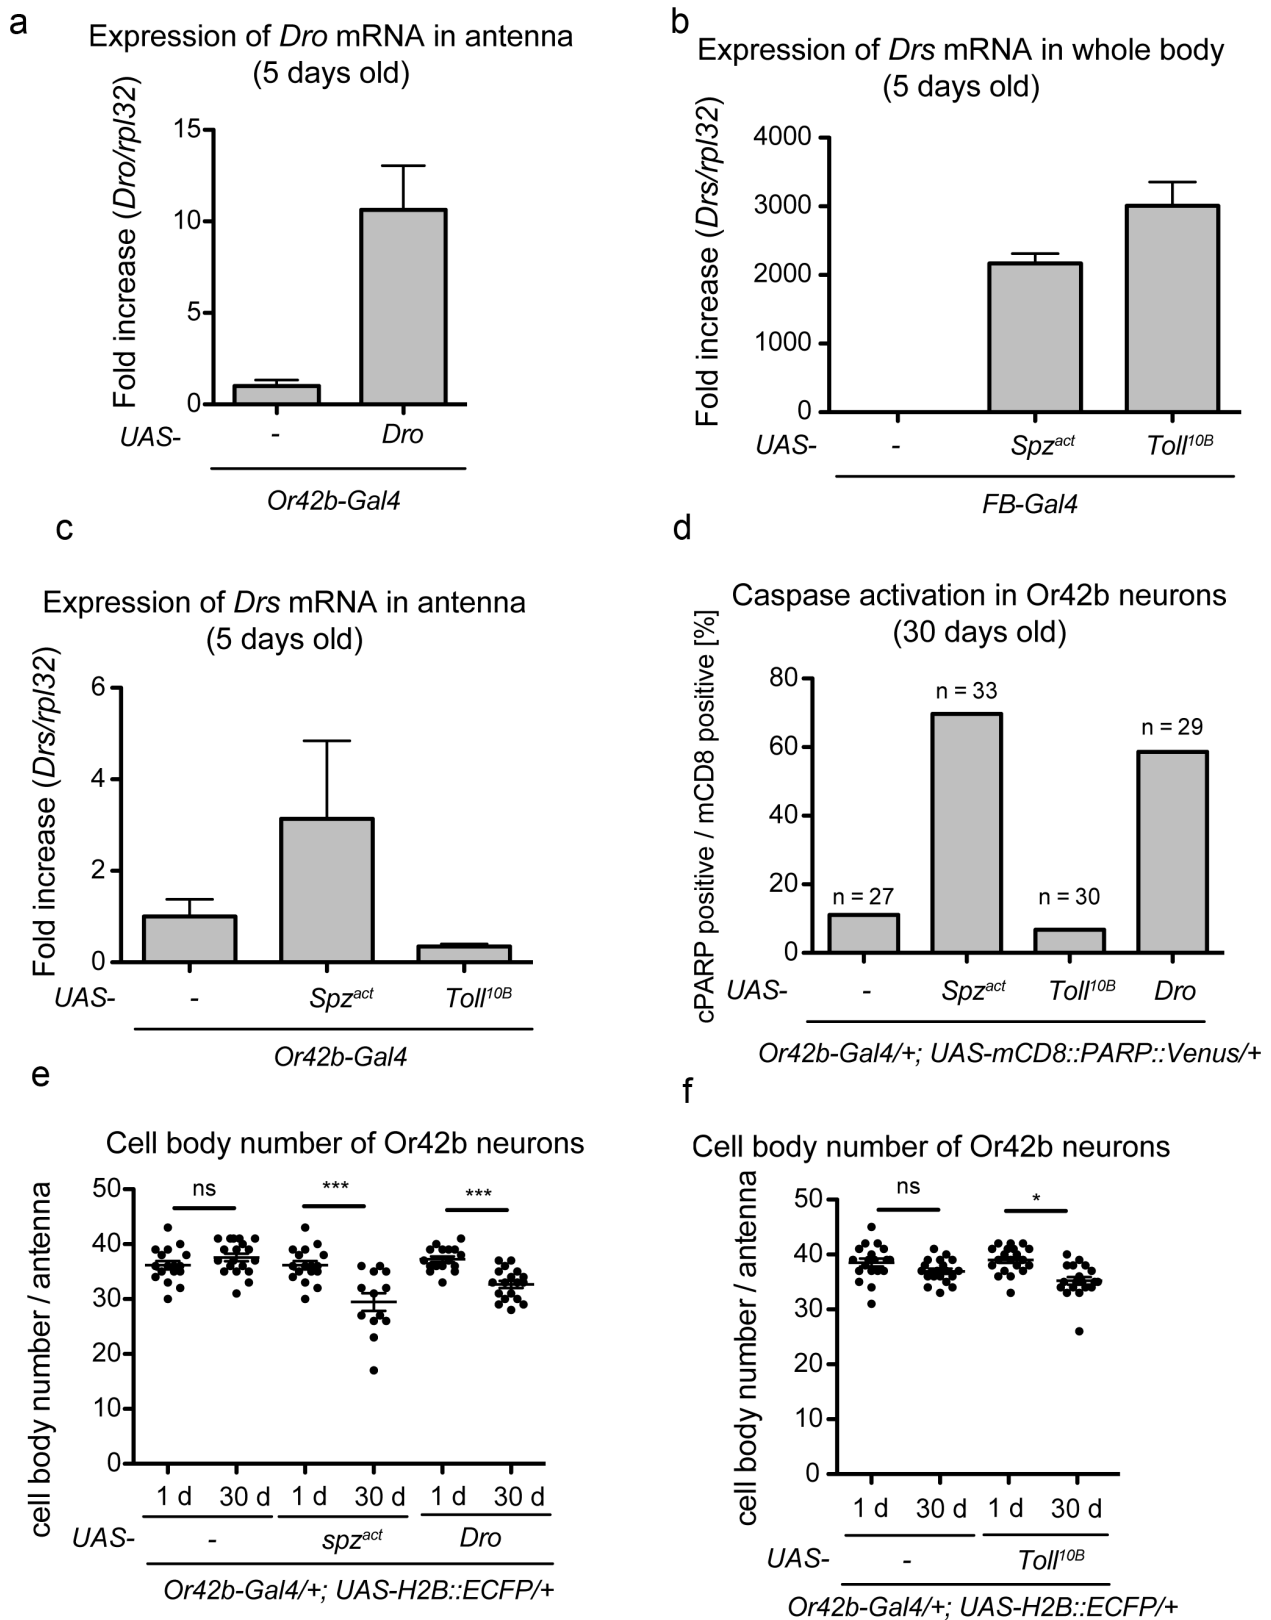 a
Expression of Dro mRNA in antenna
(5 days old)
Fold increase (Dro/rpl32)
15
10
5
0
UAS-
-
Dro
Or42b-Gal4
b
Expression of Drs mRNA in whole body
(5 days old)
Fold increase (Drs/rpl32)
4000
3000
2000
1000
0
UAS-
-
Spzact
Toll10B
FB-Gal4
c
Expression of Drs mRNA in antenna
(5 days old)
Fold increase (Drs/rpl32)
6
4
2
0
UAS-
-
Spzact
Toll10B
Or42b-Gal4
d
Caspase activation in Or42b neurons
(30 days old)
cPARP positive / mCD8 positive [%]
80
60
40
20
0
n = 27
n = 33
n = 30
n = 29
UAS-
-
Spzact
Toll10B
Dro
Or42b-Gal4/+; UAS-mCD8::PARP::Venus/+
e
Cell body number of Or42b neurons
cell body number / antenna
50
40
30
20
10
0
ns
***
***
1 d 30 d 1 d 30 d 1 d 30 d
UAS-
-
spzact
Dro
Or42b-Gal4/+; UAS-H2B::ECFP/+
f
Cell body number of Or42b neurons
cell body number / antenna
50
40
30
20
10
0
ns
*
1 d 30 d 1 d 30 d
UAS-
-
Toll10B
Or42b-Gal4/+; UAS-H2B::ECFP/+